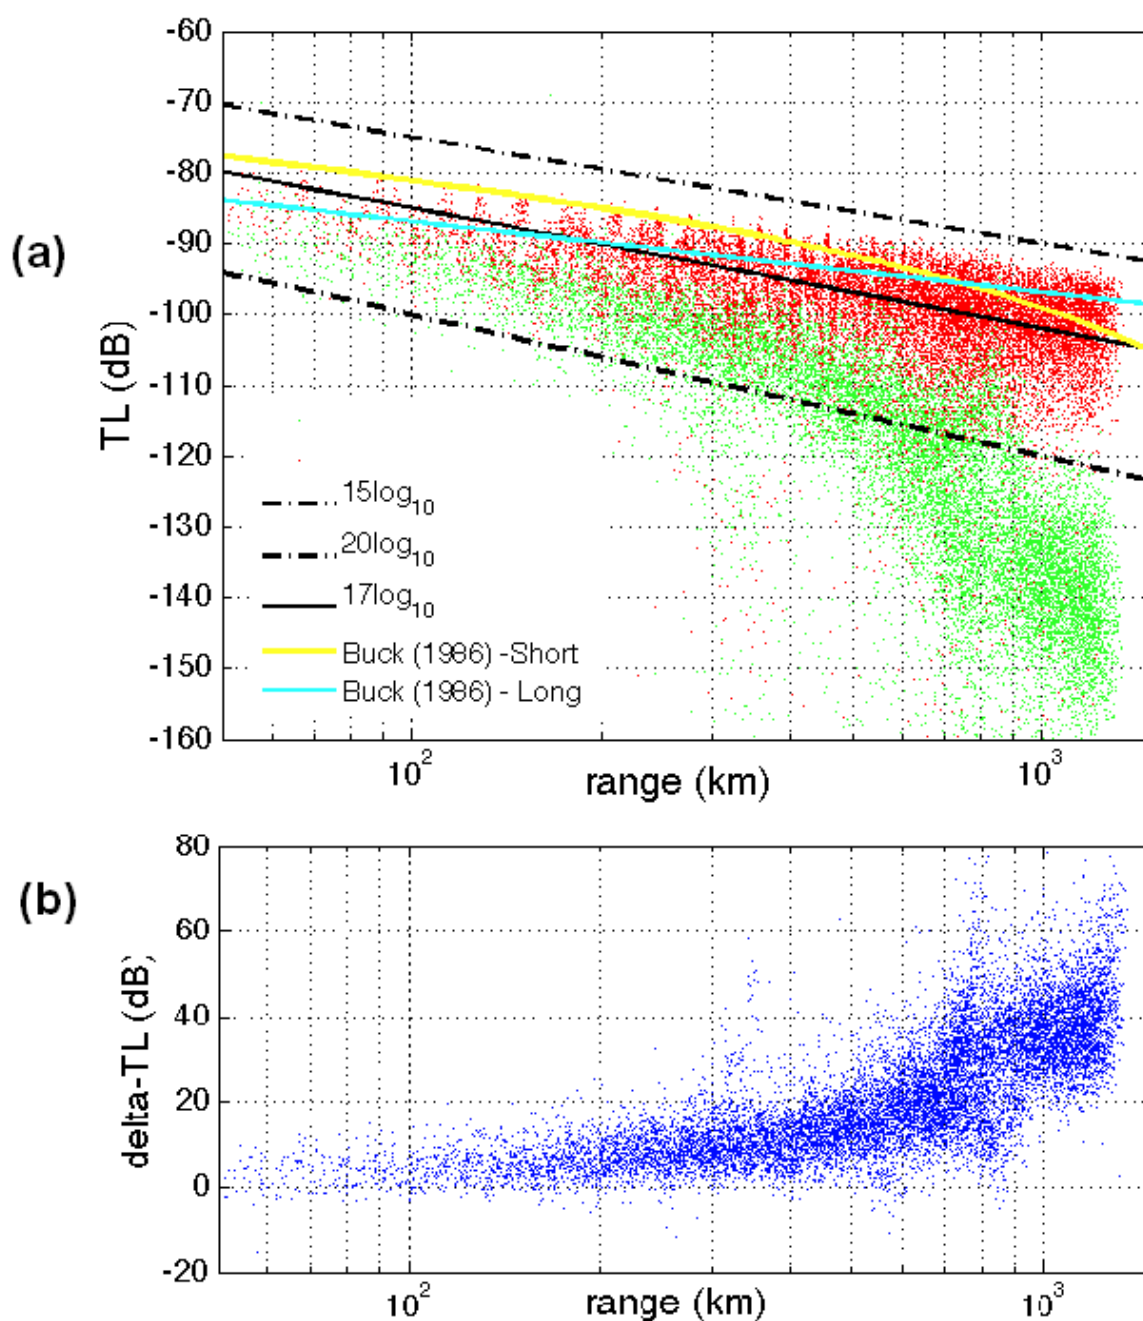 (a)
TL (dB)
-60
-70
-80
-90
-100
-110
-120
-130
-140
-150
-160
15log10
20log10
17log10
Buck (1986) -Short
Buck (1986) - Long
10^2
10^3
range (km)
(b)
delta-TL (dB)
80
60
40
20
0
-20
10^2
10^3
range (km)